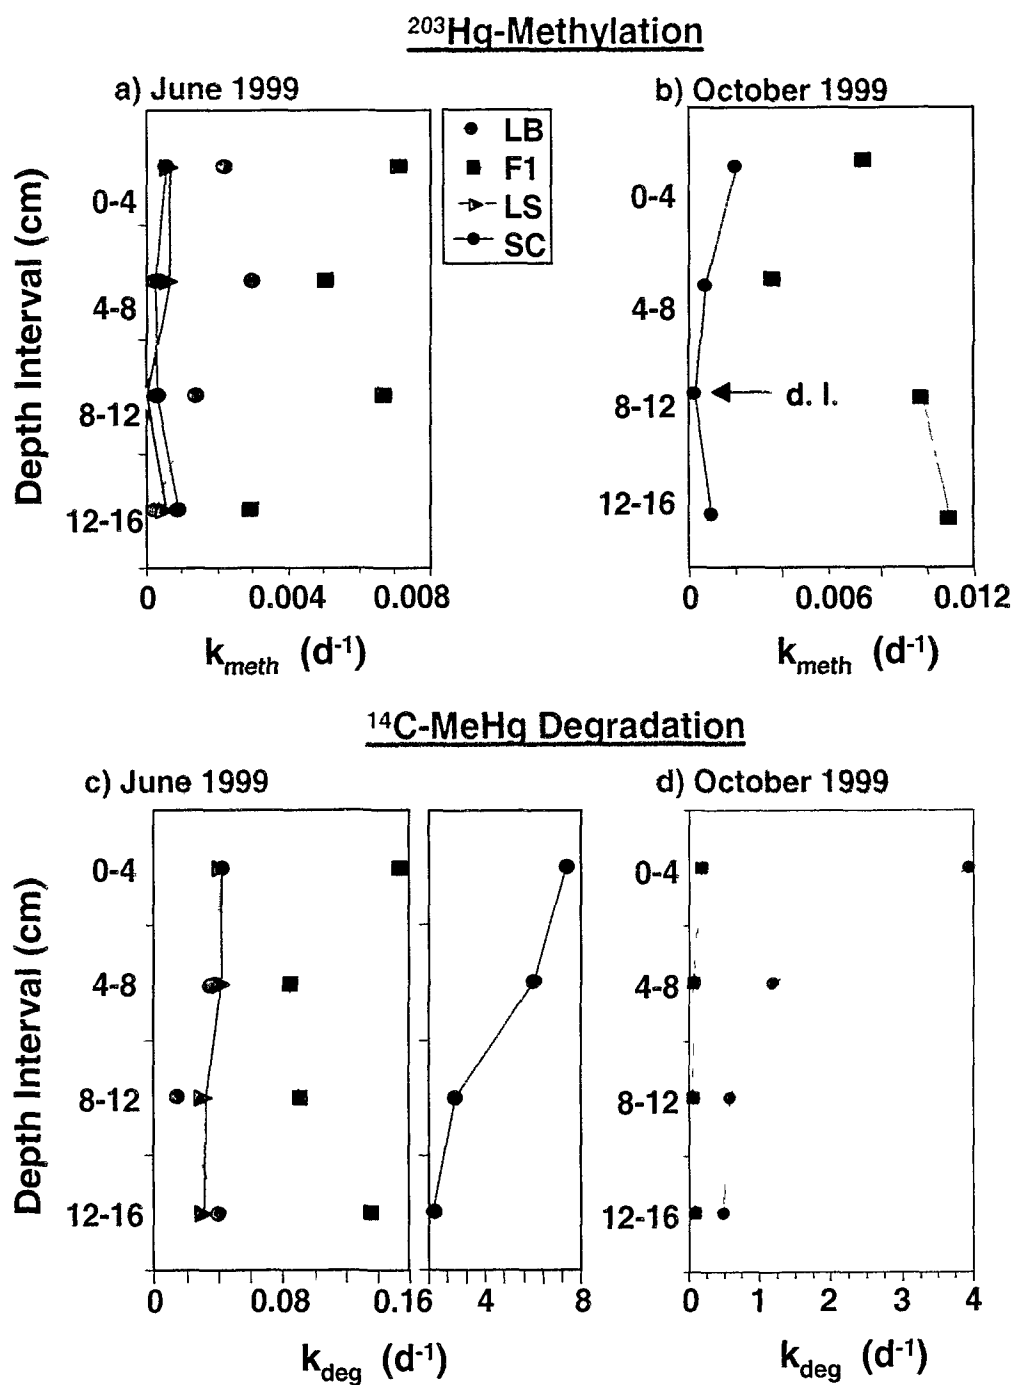 ²⁰³Hg-Methylation
a) June 1999
b) October 1999
LB
F1
LS
SC
Depth Interval (cm)
0-4
4-8
8-12
12-16
0 0.004 0.008
k_meth (d⁻¹)
0-4
4-8
8-12
12-16
d. l.
0 0.006 0.012
k_meth (d⁻¹)
¹⁴C-MeHg Degradation
c) June 1999
d) October 1999
Depth Interval (cm)
0-4
4-8
8-12
12-16
0 0.08 0.16 4 8
k_deg (d⁻¹)
0-4
4-8
8-12
12-16
0 1 2 3 4
k_deg (d⁻¹)